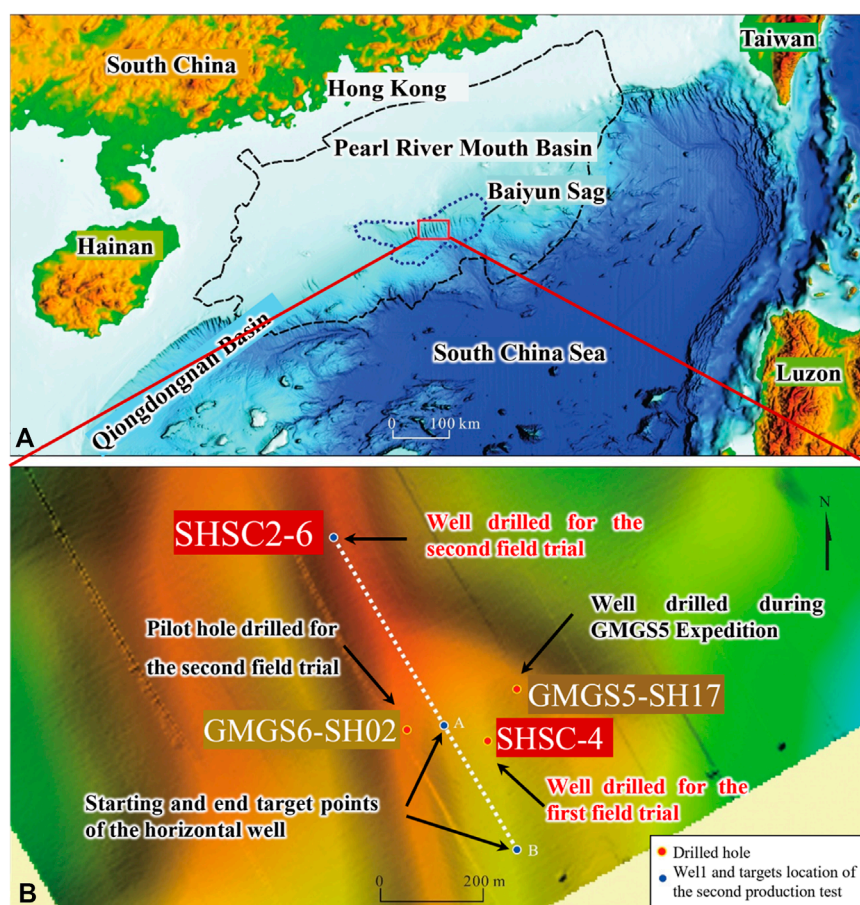 South China
Taiwan
Hong Kong
Pearl River Mouth Basin
Baiyun Sag
Hainan
Qiongdongnan Basin
South China Sea
Luzon
0 100 km
A
SHSC2-6
Well drilled for the
second field trial
N
Well drilled during
GMGS5 Expedition
Pilot hole drilled for
the second field trial
GMGS5-SH17
GMGS6-SH02
A
SHSC-4
Starting and end target points
of the horizontal well
Well drilled for the
first field trial
B
0 200 m
B
Drilled hole
Wel1 and targets location of
the second production test